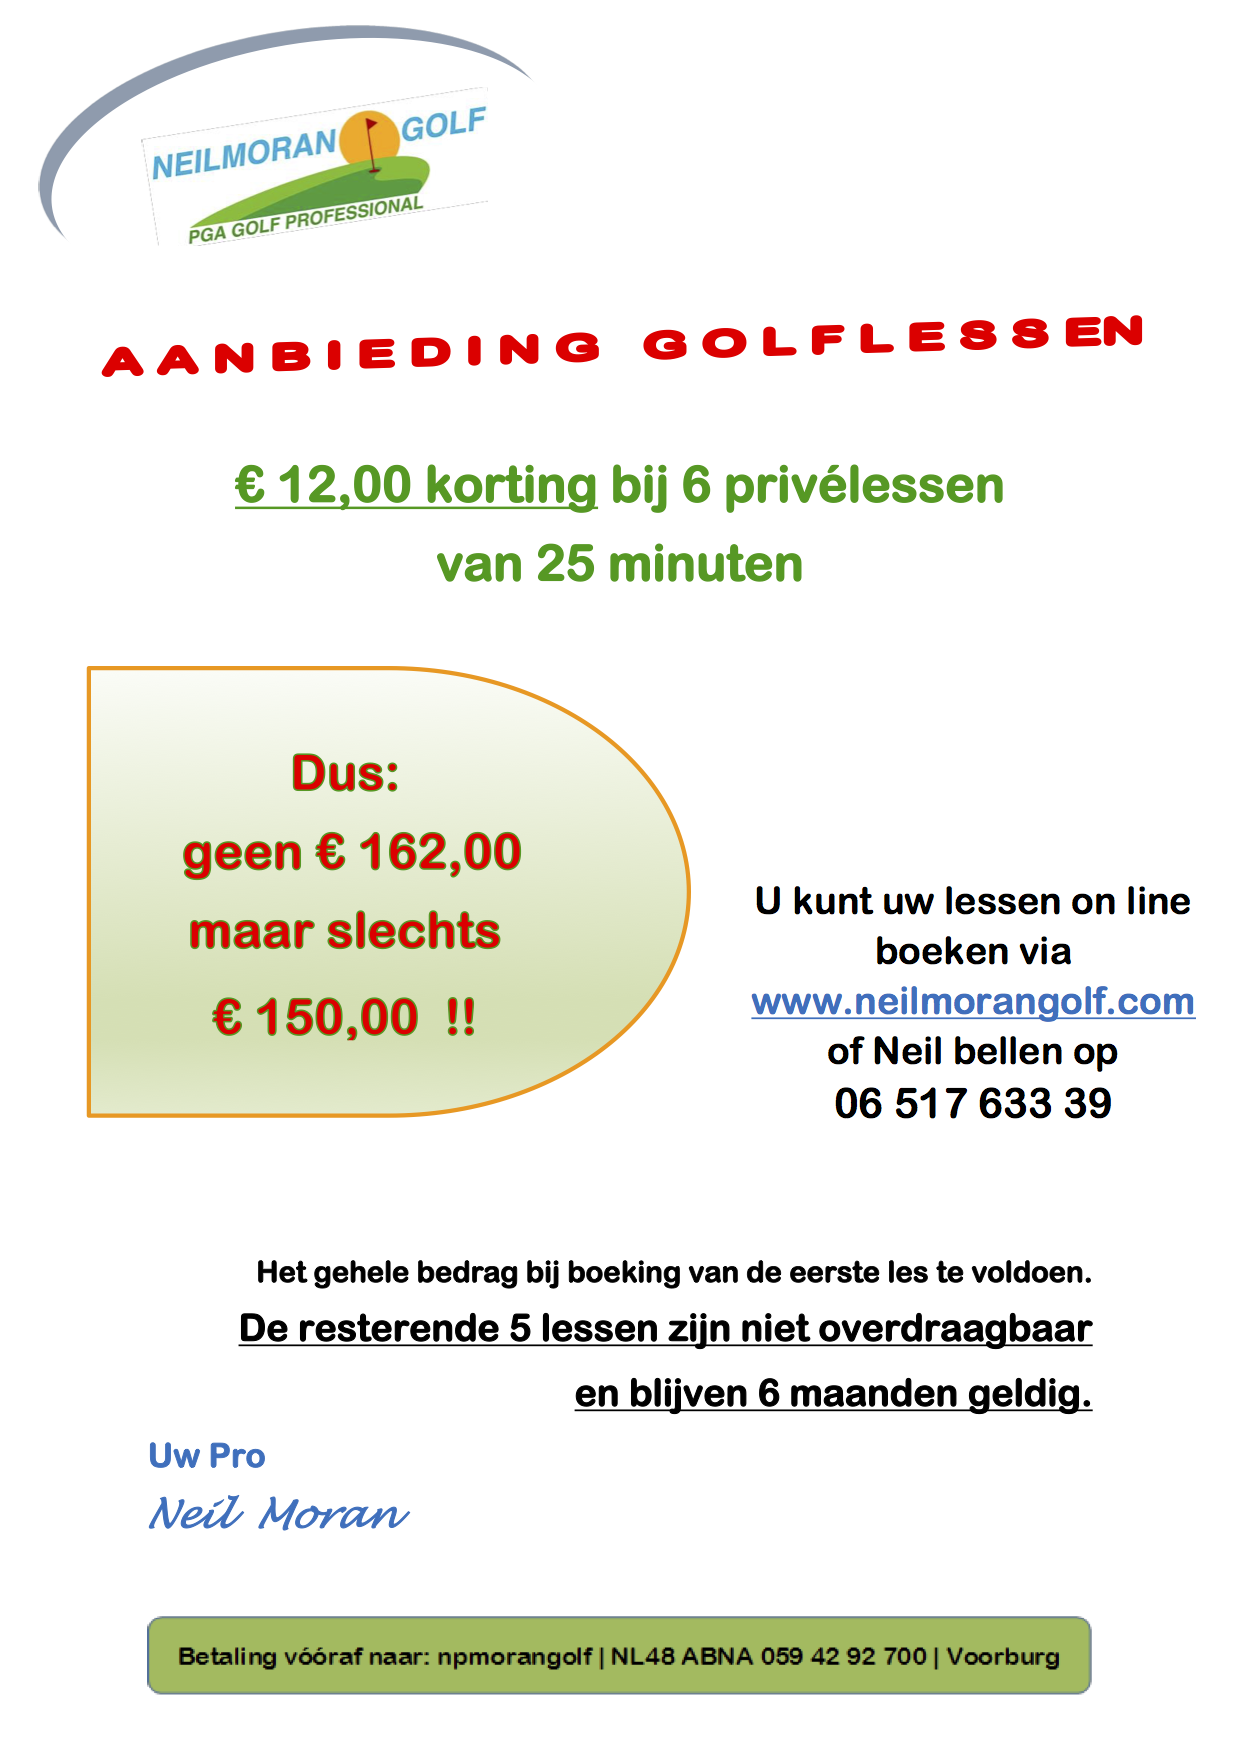 NEILMORAN GOLF
PGA GOLF PROFESSIONAL
AANBIEDING GOLFLESSEN
€ 12,00 korting bij 6 privélessen
van 25 minuten
Dus:
geen € 162,00
maar slechts
€ 150,00 !!
U kunt uw lessen on line
boeken via
www.neilmorangolf.com
of Neil bellen op
06 517 633 39
Het gehele bedrag bij boeking van de eerste les te voldoen.
De resterende 5 lessen zijn niet overdraagbaar
en blijven 6 maanden geldig.
Uw Pro
Neil Moran
Betaling vóóraf naar: npmorangolf | NL48 ABNA 059 42 92 700 | Voorburg